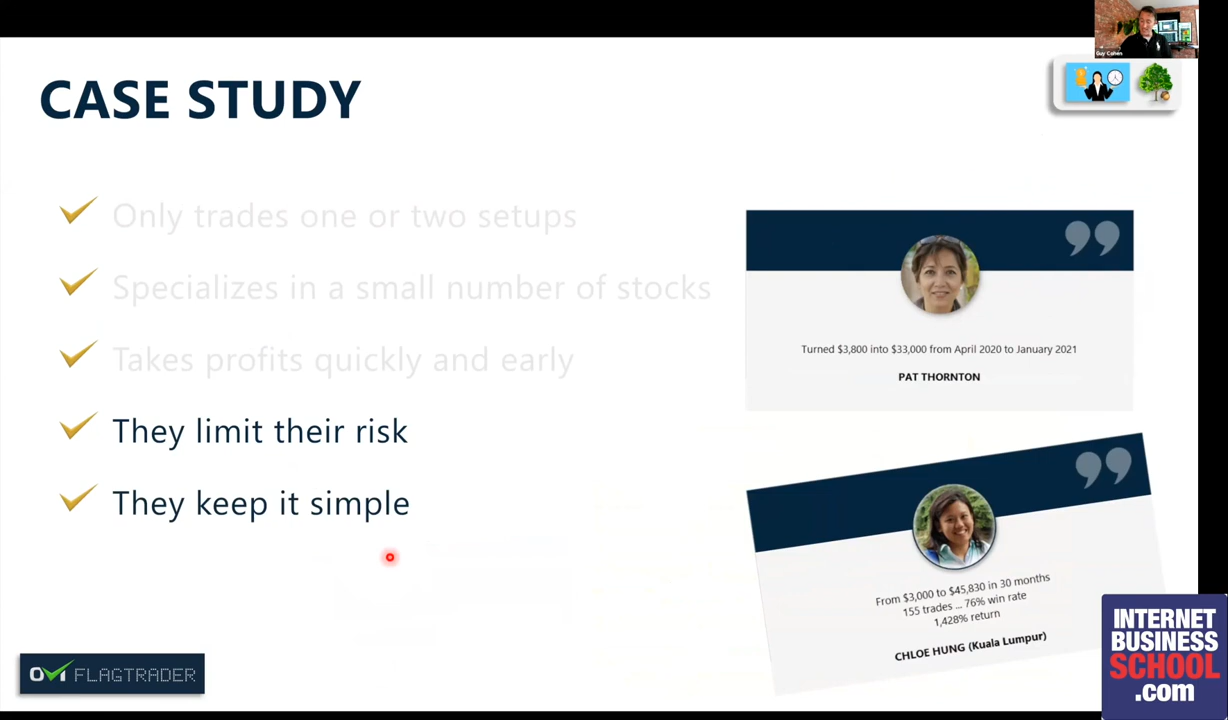 Guy Cohen
CASE STUDY
Only trades one or two setups
Specializes in a small number of stocks
Takes profits quickly and early
They limit their risk
They keep it simple
Turned $3,800 into $33,000 from April 2020 to January 2021
PAT THORNTON
From $3,000 to $45,830 in 30 months
155 trades ... 76% win rate
1,428% return
CHLOE HUNG (Kuala Lumpur)
OVI FLAGTRADER
INTERNET
BUSINESS
SCHOOL
.com